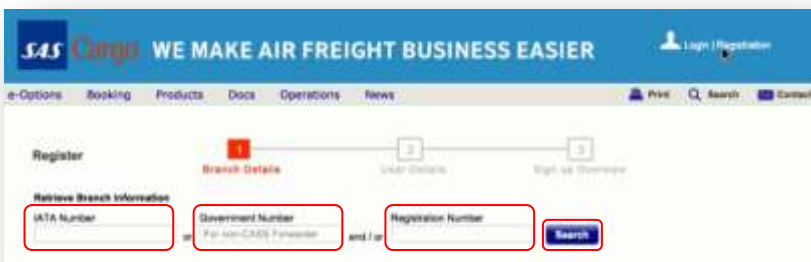 SAS Cargo WE MAKE AIR FREIGHT BUSINESS EASIER Login | Registration
e-Options Booking Products Docs Operations News Print Search Contact
Register 1 2 3
Branch Details User Details Sign up Overview
Retrieve Branch Information
IATA Number Government Number Registration Number
or For non-CASS Forwarder and / or Search